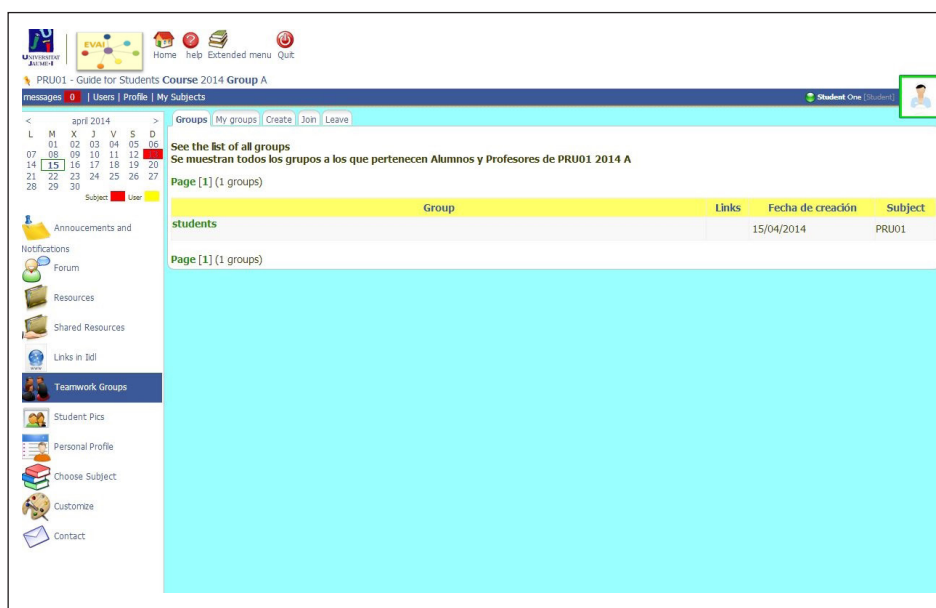 UNIVERSITAT
JAUME·I
EVAI
Home help Extended menu Quit
PRU01 - Guide for Students Course 2014 Group A
messages 0 | Users | Profile | My Subjects
Student One [Student]
< april 2014 >
L M X J V S D
01 02 03 04 05 06
07 08 09 10 11 12
14 15 16 17 18 19 20
21 22 23 24 25 26 27
28 29 30
Subject User
Annoucements and
Notifications
Forum
Resources
Shared Resources
Links in Iidl
Teamwork Groups
Student Pics
Personal Profile
Choose Subject
Customize
Contact
Groups My groups Create Join Leave
See the list of all groups
Se muestran todos los grupos a los que pertenecen Alumnos y Profesores de PRU01 2014 A
Page [1] (1 groups)
Group Links Fecha de creación Subject
students 15/04/2014 PRU01
Page [1] (1 groups)